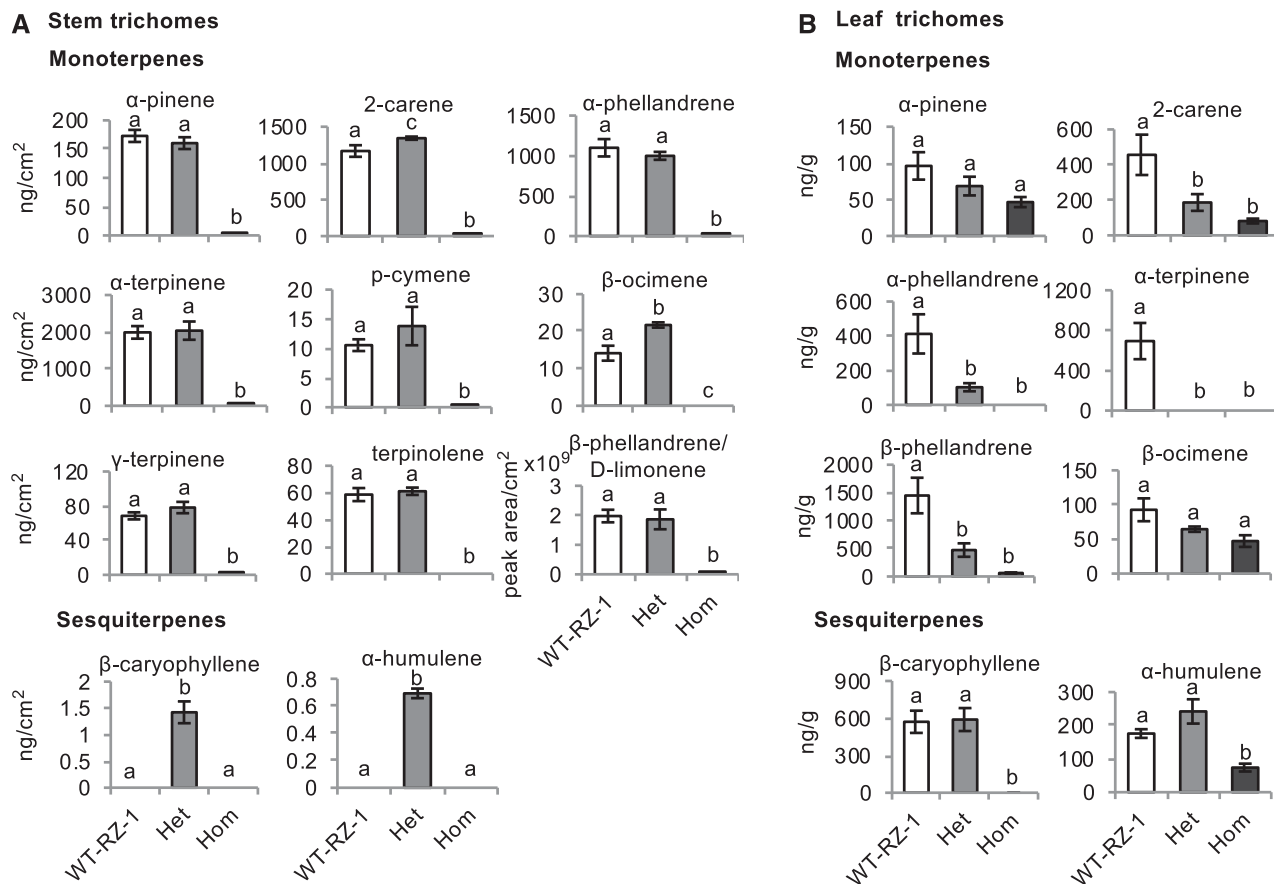 A Stem trichomes
Monoterpenes
α-pinene
ng/cm²
200
150
100
50
0
a a b
2-carene
1500
1000
500
0
a c b
α-phellandrene
1500
1000
500
0
a a b
α-terpinene
ng/cm²
3000
2000
1000
0
a a b
p-cymene
20
15
10
5
0
a a b
β-ocimene
30
20
10
0
a b c
γ-terpinene
ng/cm²
120
80
40
0
a a b
terpinolene
80
60
40
20
0
a a b
β-phellandrene/
D-limonene
peak area/cm²
x10⁹
3
2
1
0
a a b
WT-RZ-1 Het Hom
Sesquiterpenes
β-caryophyllene
ng/cm²
2
1.5
1
0.5
0
a b a
WT-RZ-1 Het Hom
α-humulene
0.8
0.6
0.4
0.2
0
a b a
WT-RZ-1 Het Hom
B Leaf trichomes
Monoterpenes
α-pinene
ng/g
150
100
50
0
a a a
2-carene
600
400
200
0
a b b
α-phellandrene
ng/g
600
400
200
0
a b b
α-terpinene
1200
800
400
0
a b b
β-phellandrene
ng/g
2000
1500
1000
500
0
a b b
β-ocimene
150
100
50
0
a a a
Sesquiterpenes
β-caryophyllene
ng/g
900
600
300
0
a a b
WT-RZ-1 Het Hom
α-humulene
300
200
100
0
a a b
WT-RZ-1 Het Hom